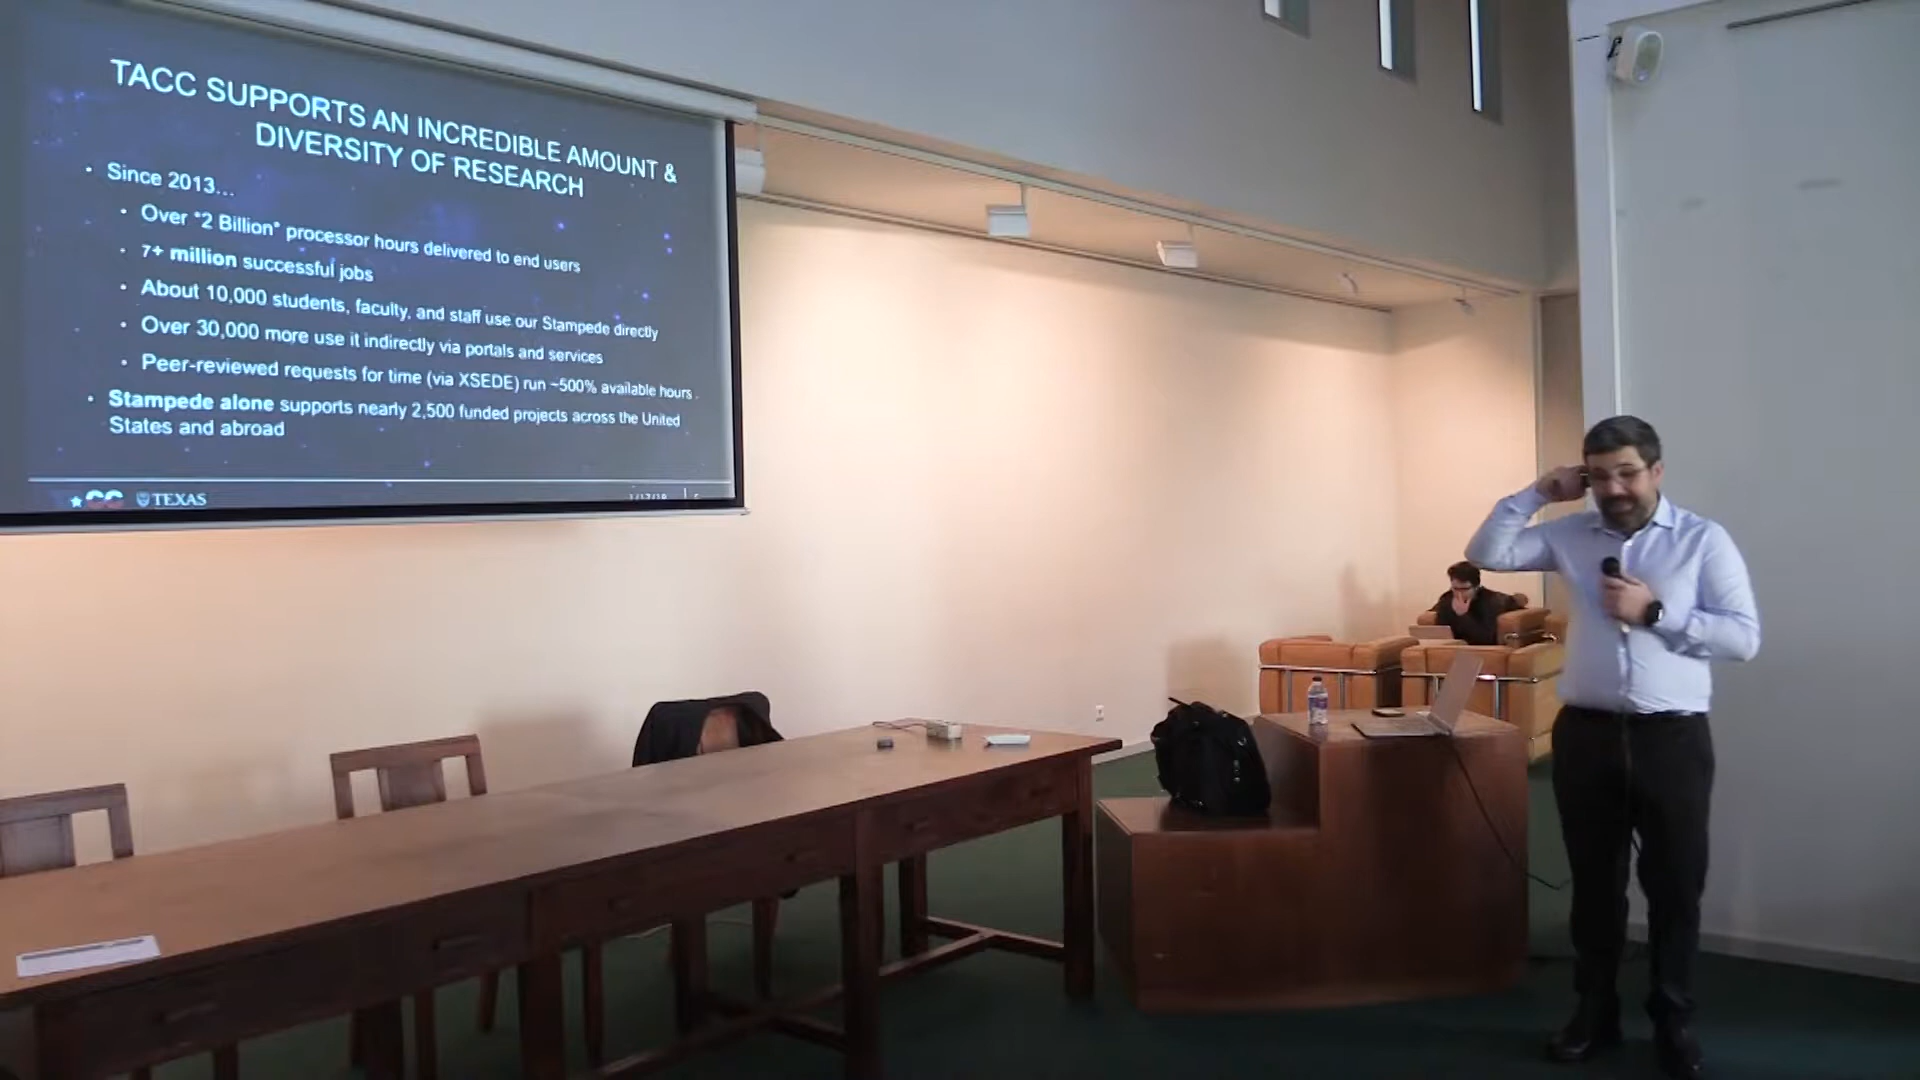 TACC SUPPORTS AN INCREDIBLE AMOUNT &
DIVERSITY OF RESEARCH
• Since 2013...
• Over *2 Billion* processor hours delivered to end users
• 7+ million successful jobs
• About 10,000 students, faculty, and staff use our Stampede directly
• Over 30,000 more use it indirectly via portals and services
• Peer-reviewed requests for time (via XSEDE) run ~500% available hours
• Stampede alone supports nearly 2,500 funded projects across the United
States and abroad
TEXAS